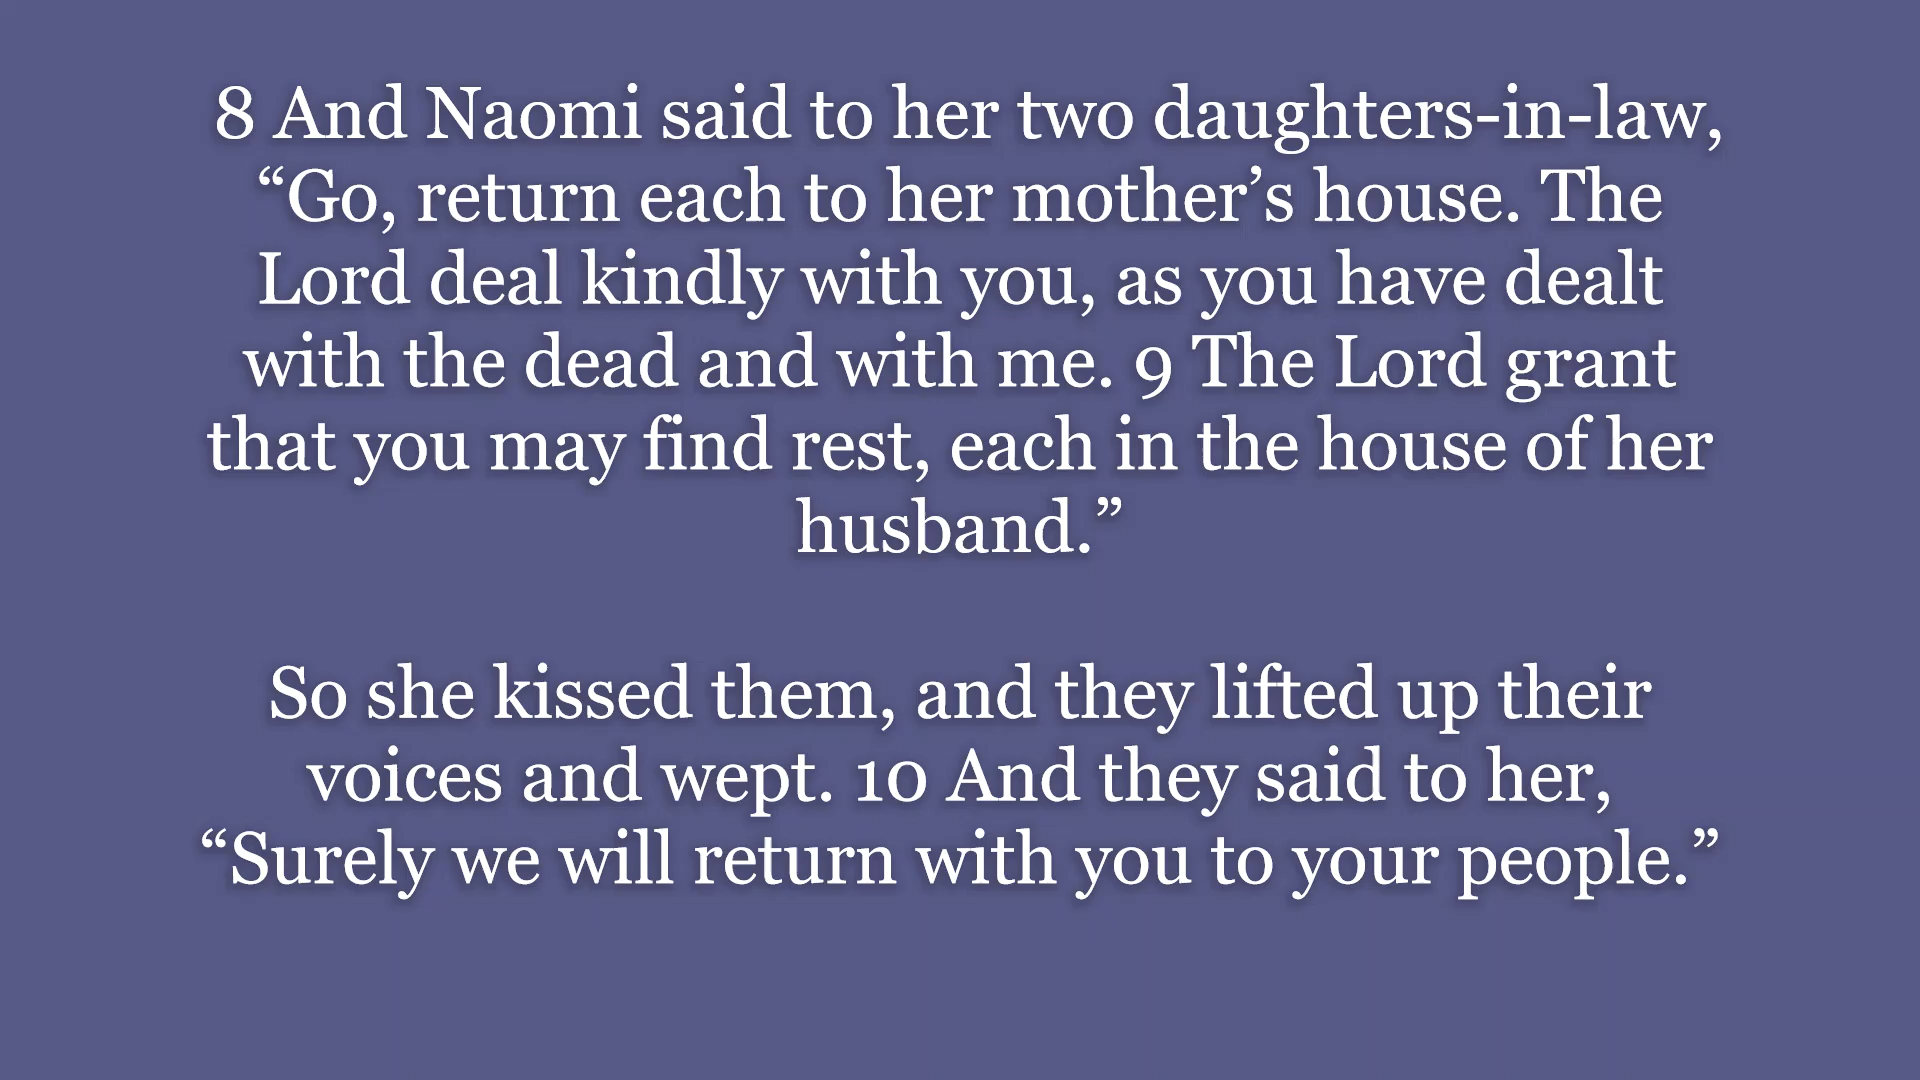 8 And Naomi said to her two daughters-in-law,
“Go, return each to her mother’s house. The
Lord deal kindly with you, as you have dealt
with the dead and with me. 9 The Lord grant
that you may find rest, each in the house of her
husband.”
So she kissed them, and they lifted up their
voices and wept. 10 And they said to her,
“Surely we will return with you to your people.”